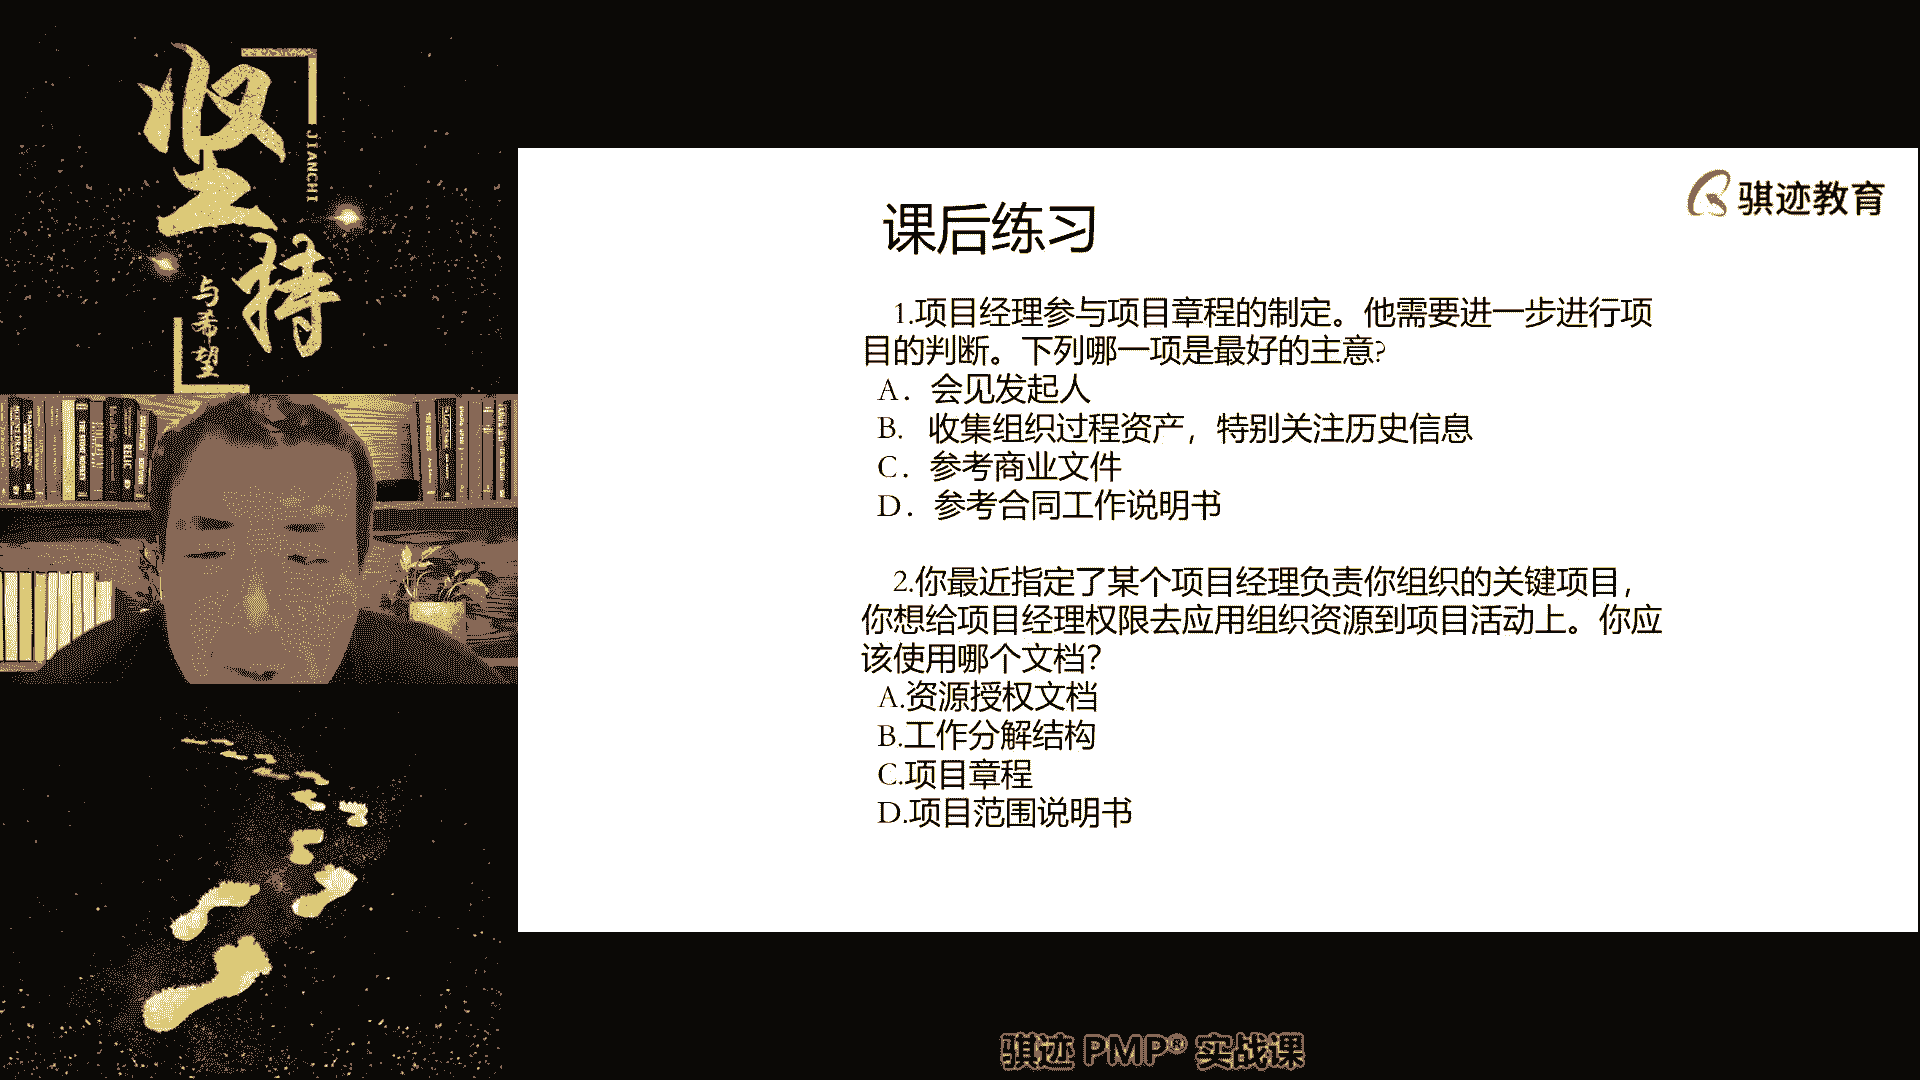 坚持
JIANCHI
与希望
骐迹教育
课后练习
1.项目经理参与项目章程的制定。他需要进一步进行项
目的判断。下列哪一项是最好的主意?
A．会见发起人
B. 收集组织过程资产，特别关注历史信息
C．参考商业文件
D．参考合同工作说明书
2.你最近指定了某个项目经理负责你组织的关键项目，
你想给项目经理权限去应用组织资源到项目活动上。你应
该使用哪个文档？
A.资源授权文档
B.工作分解结构
C.项目章程
D.项目范围说明书
骐迹 PMP® 实战课